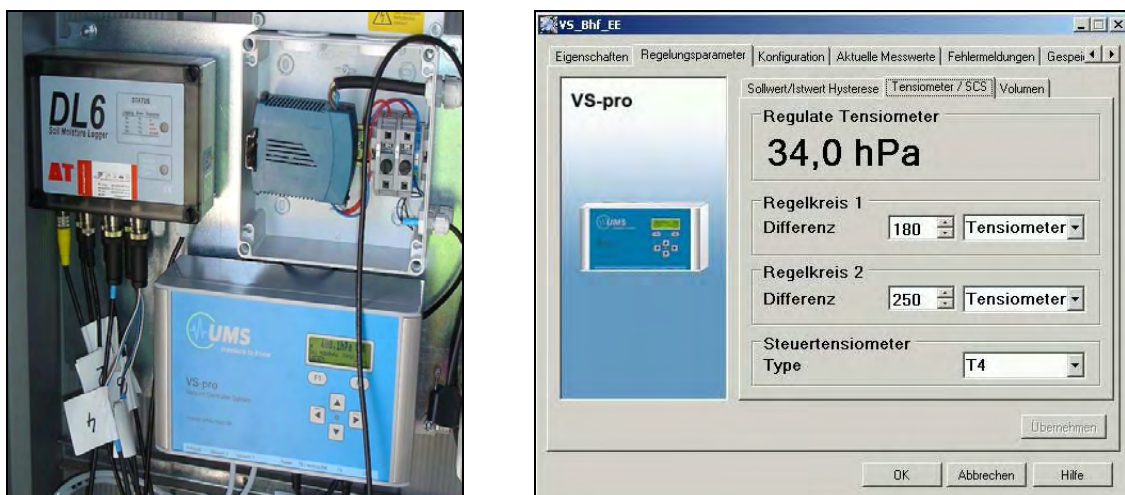 STATUS
DL6
Soil Moisture Logger
AT
UMS
VS-pro
F1
4
VS_Bhf_EE
Eigenschaften
Regelungsparameter
Konfiguration
Aktuelle Messwerte
Fehlermeldungen
VS-pro
UMS
Sollwert/Istwert Hysterese
Tensiometer / SCS
Volumen
Regulate Tensiometer
34,0 hPa
Regelkreis 1
Differenz 180 Tensiometer
Regelkreis 2
Differenz 250 Tensiometer
Steuertensiometer
Type T4
Übernehmen
OK
Abbrechen
Hilfe